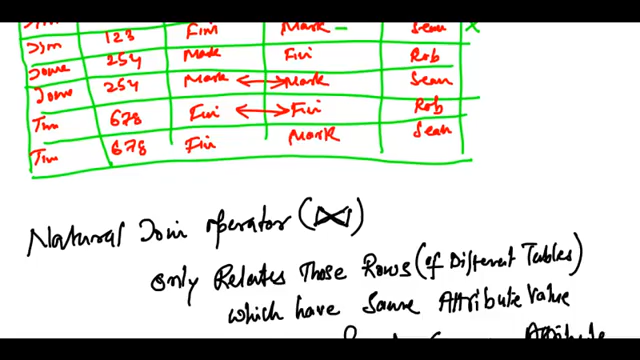 Jim 123 Fin Mark Sean x
Jome 254 Mark Fin Rob
Jome 254 Mark Mark Sean
Tim 678 Fin Fin Rob
Tim 678 Fin Mark Sean
Natural Join operator (⋈)
only Relates Those Rows (of Different Tables)
which have Same Attribute Value